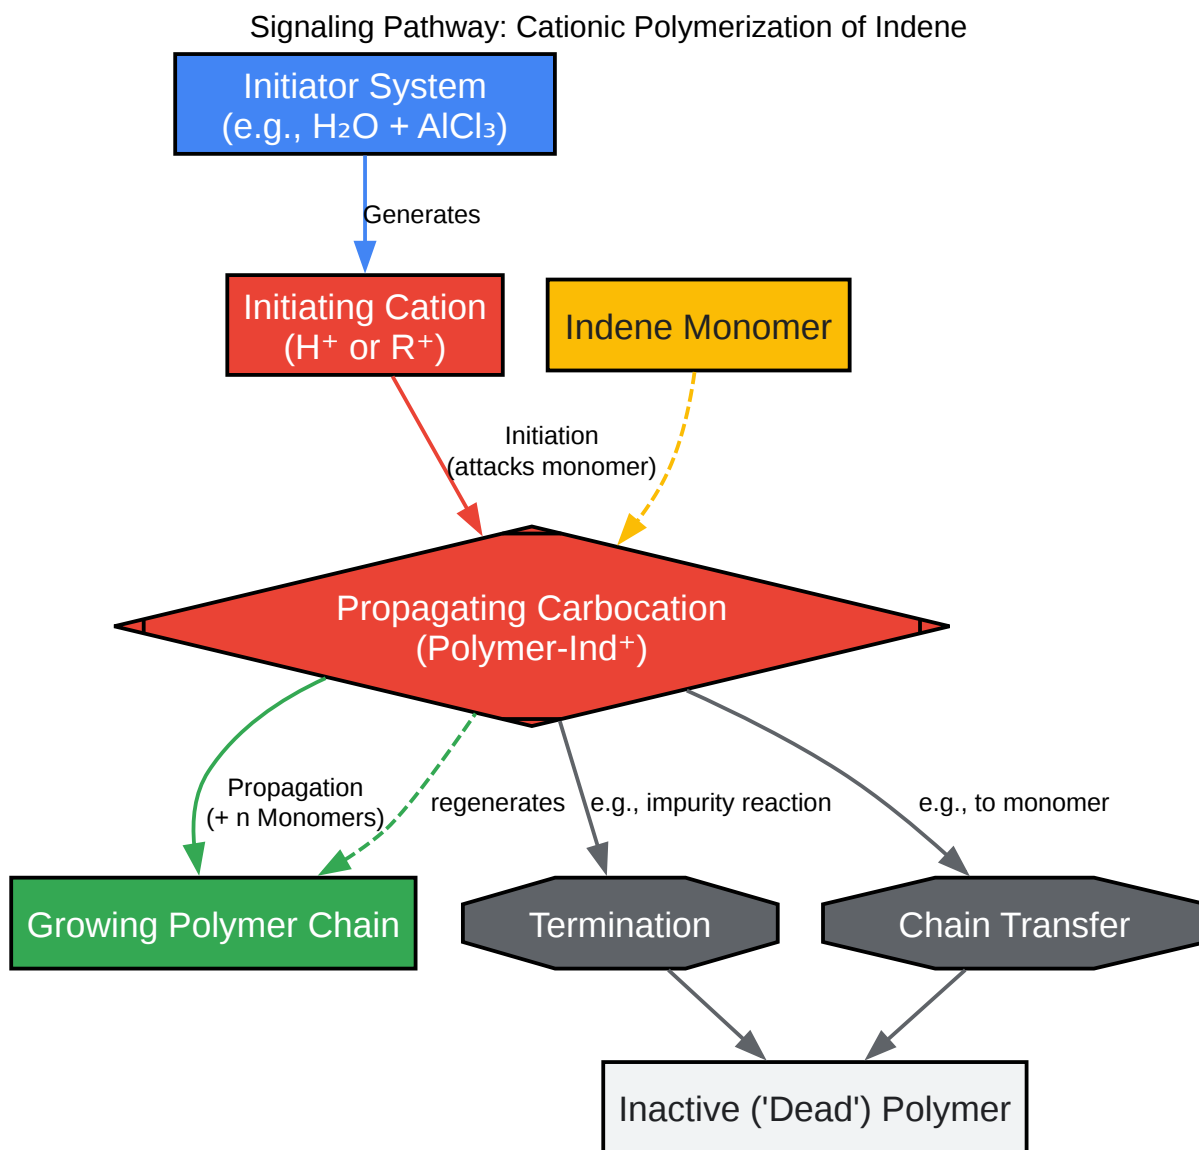 Signaling Pathway: Cationic Polymerization of Indene
Initiator System
(e.g., H₂O + AlCl₃)
Generates
Initiating Cation
(H⁺ or R⁺)
Indene Monomer
Initiation
(attacks monomer)
Propagating Carbocation
(Polymer-Ind⁺)
Propagation
(+ n Monomers)
regenerates
e.g., impurity reaction
e.g., to monomer
Growing Polymer Chain
Termination
Chain Transfer
Inactive ('Dead') Polymer